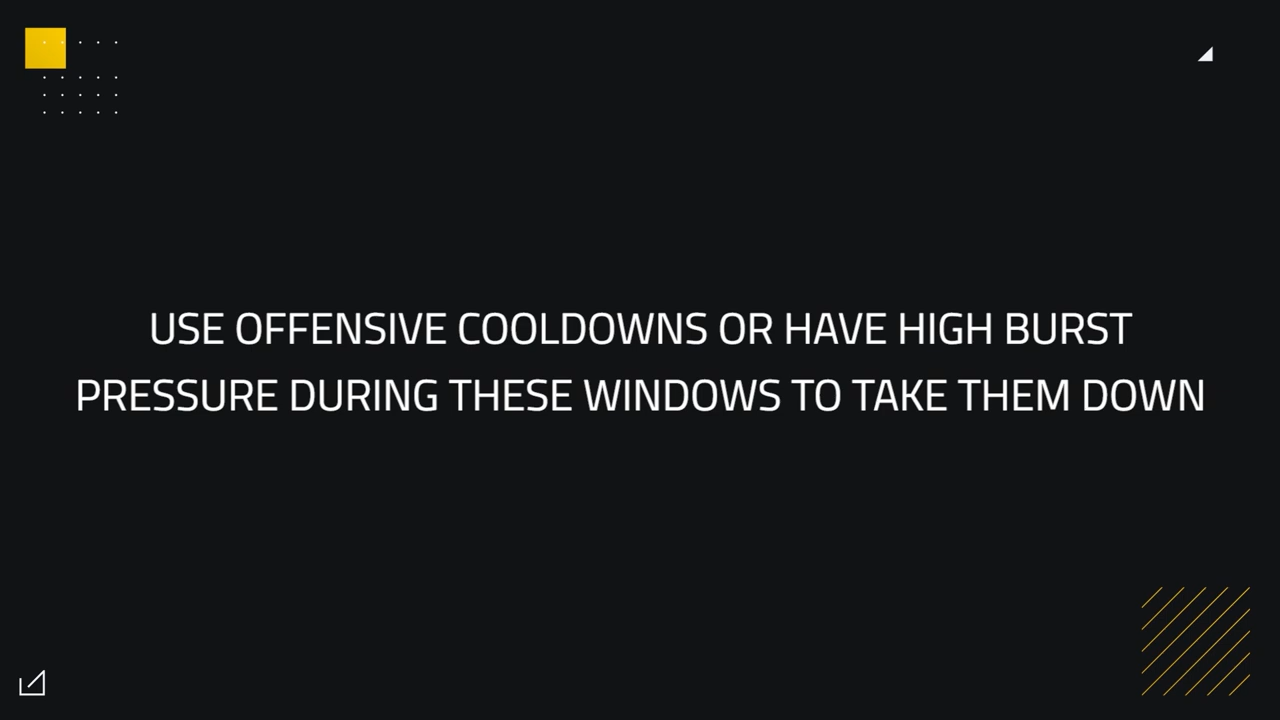 USE OFFENSIVE COOLDOWNS OR HAVE HIGH BURST
PRESSURE DURING THESE WINDOWS TO TAKE THEM DOWN